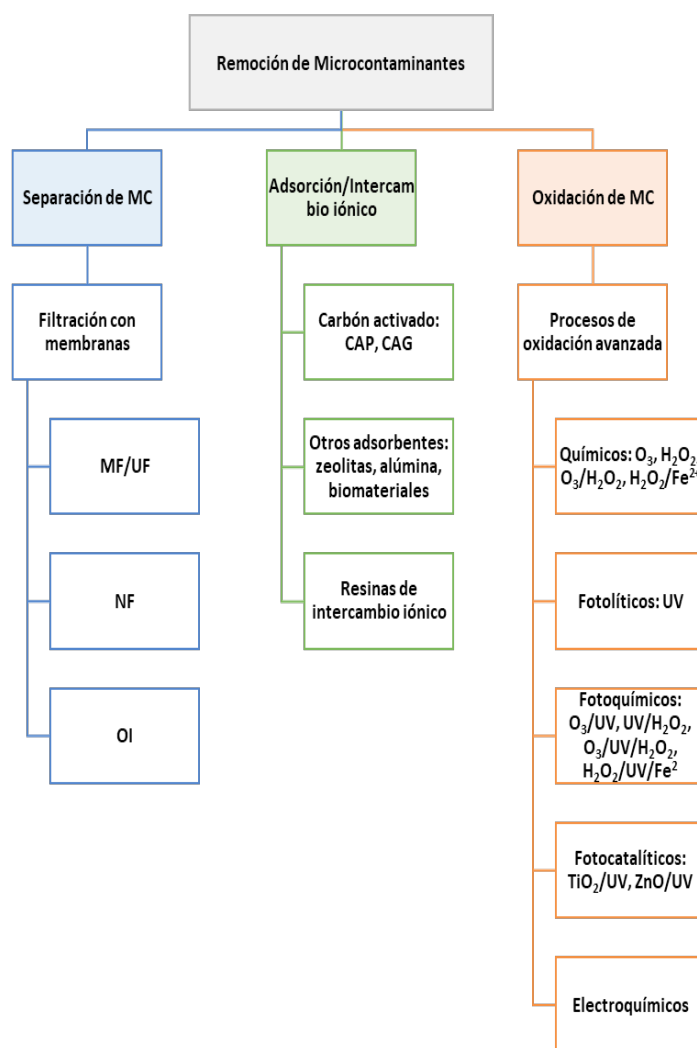 Remoción de Microcontaminantes
Separación de MC
Filtración con
membranas
MF/UF
NF
OI
Adsorción/Intercam
bio iónico
Carbón activado:
CAP, CAG
Otros adsorbentes:
zeolitas, alúmina,
biomateriales
Resinas de
intercambio iónico
Oxidación de MC
Procesos de
oxidación avanzada
Químicos: O₃, H₂O₂,
O₃/H₂O₂, H₂O₂/Fe²⁺
Fotolíticos: UV
Fotoquímicos:
O₃/UV, UV/H₂O₂,
O₃/UV/H₂O₂,
H₂O₂/UV/Fe²
Fotocatalíticos:
TiO₂/UV, ZnO/UV
Electroquímicos